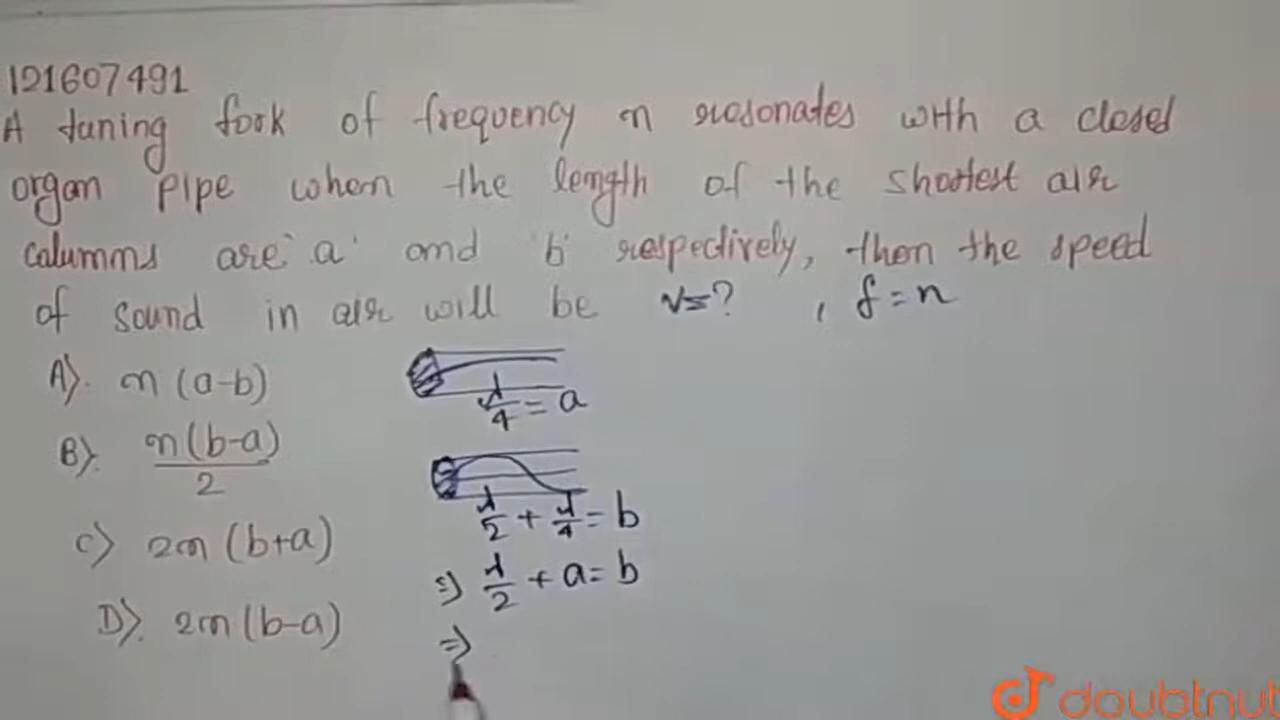 121607491
A tuning fork of frequency n resonates with a closed
organ pipe when the length of the shortest air
columns are 'a' and 'b' respectively, then the speed
of sound in air will be v=? , f=n
A). n(a-b)
B). n(b-a)/2
C) 2n(b+a)
D). 2n(b-a)
λ/4 = a
λ/2 + λ/4 = b
⇒ λ/2 + a = b
⇒
doubtnut